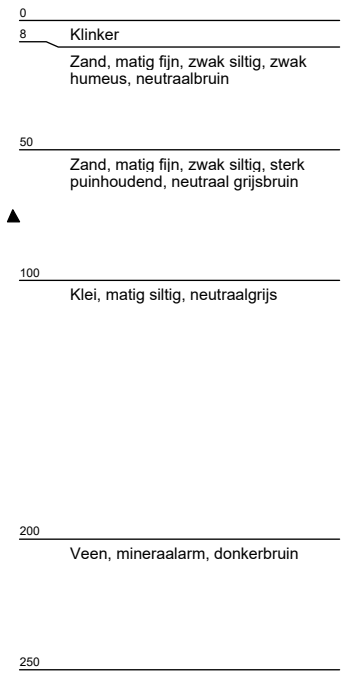 0
8 Klinker
Zand, matig fijn, zwak siltig, zwak
humeus, neutraalbruin
50
Zand, matig fijn, zwak siltig, sterk
puinhoudend, neutraal grijsbruin
100
Klei, matig siltig, neutraalgrijs
200
Veen, mineraalarm, donkerbruin
250